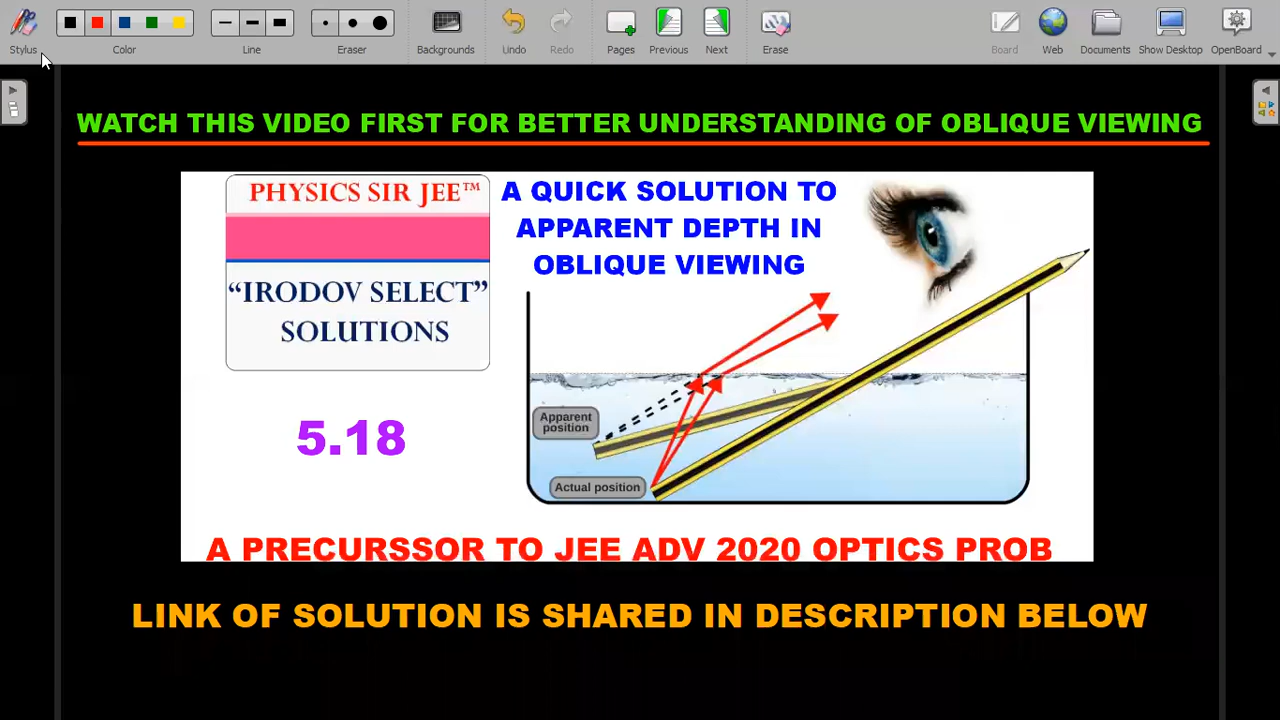 Stylus
Color
Line
Eraser
Backgrounds
Undo
Redo
Pages
Previous
Next
Erase
Board
Web
Documents
Show Desktop
OpenBoard
WATCH THIS VIDEO FIRST FOR BETTER UNDERSTANDING OF OBLIQUE VIEWING
PHYSICS SIR JEE™
“IRODOV SELECT”
SOLUTIONS
5.18
A QUICK SOLUTION TO
APPARENT DEPTH IN
OBLIQUE VIEWING
Apparent
position
Actual position
A PRECURSSOR TO JEE ADV 2020 OPTICS PROB
LINK OF SOLUTION IS SHARED IN DESCRIPTION BELOW